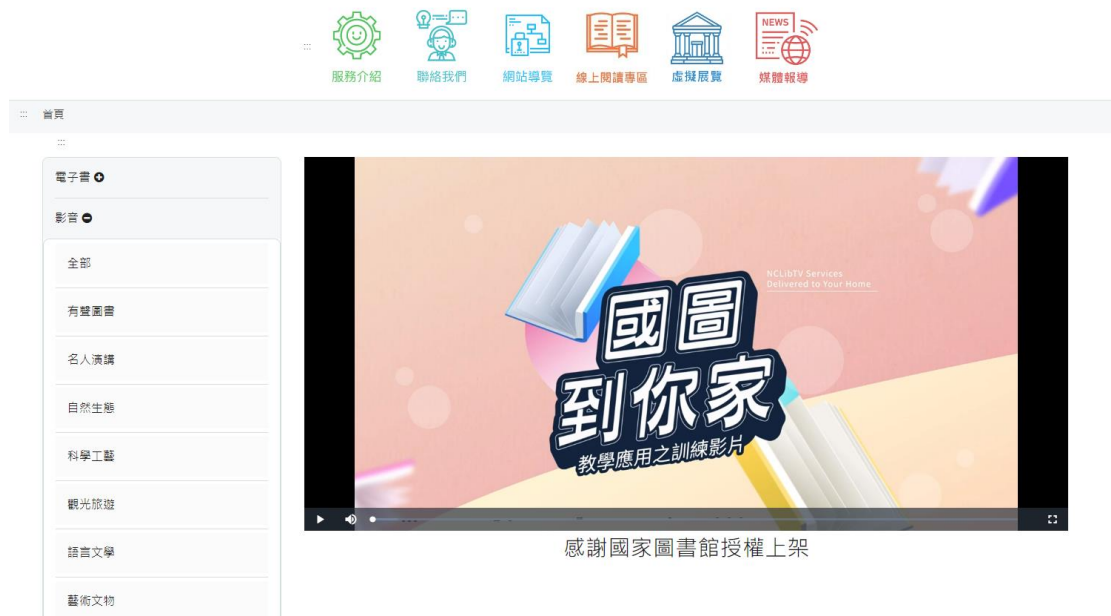 NEWS
服務介紹
聯絡我們
網站導覽
線上閱讀專區
虛擬展覽
媒體報導
:::
::: 首頁
:::
電子書
影音
全部
有聲圖書
名人演講
自然生態
科學工藝
觀光旅遊
語言文學
藝術文物
NCLibTV Services
Delivered to Your Home
國圖
到你家
教學應用之訓練影片
感謝國家圖書館授權上架